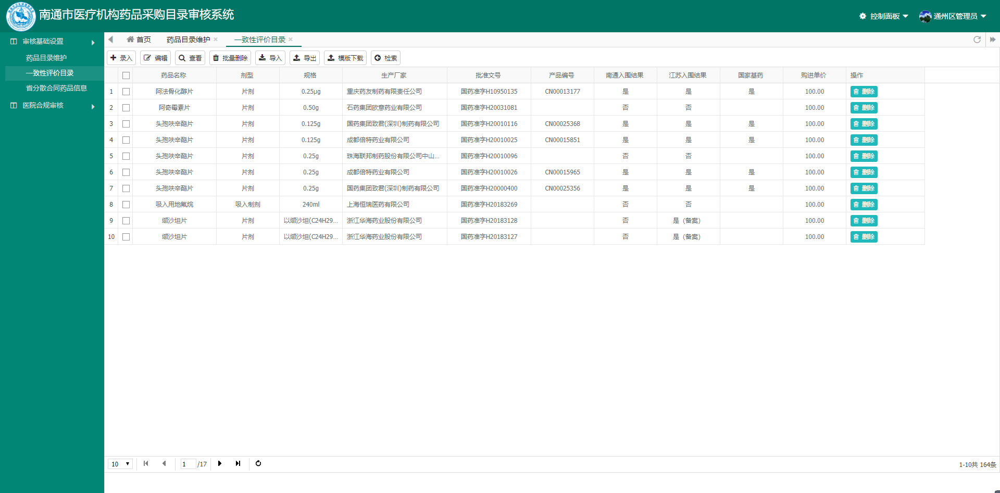 南通市医疗机构药品采购目录审核系统
控制面板
通州区管理员
审核基础设置
药品目录维护
一致性评价目录
省分散合同药品信息
医院合规审核
首页 药品目录维护 一致性评价目录
录入 编辑 查看 批量删除 导入 导出 模版下载 检索
药品名称 剂型 规格 生产厂家 批准文号 产品编号 南通入围结果 江苏入围结果 国家基药 购进单价 操作
1 阿法骨化醇片 片剂 0.25μg 重庆药友制药有限责任公司 国药准字H10950135 CN00013177 是 是 是 100.00 删除
2 阿奇霉素片 片剂 0.50g 石药集团欧意药业有限公司 国药准字H20031081 否 否 100.00 删除
3 头孢呋辛酯片 片剂 0.125g 国药集团致君(深圳)制药有限公司 国药准字H20010116 CN00025368 是 是 是 100.00 删除
4 头孢呋辛酯片 片剂 0.125g 成都倍特药业有限公司 国药准字H20010025 CN00015851 是 是 是 100.00 删除
5 头孢呋辛酯片 片剂 0.25g 珠海联邦制药股份有限公司中山... 国药准字H20010096 否 否 100.00 删除
6 头孢呋辛酯片 片剂 0.25g 成都倍特药业有限公司 国药准字H20010026 CN00015965 是 是 是 100.00 删除
7 头孢呋辛酯片 片剂 0.25g 国药集团致君(深圳)制药有限公司 国药准字H20000400 CN00025356 是 是 是 100.00 删除
8 吸入用地氟烷 吸入制剂 240ml 上海恒瑞医药有限公司 国药准字H20183269 否 否 100.00 删除
9 缬沙坦片 片剂 以缬沙坦(C24H29... 浙江华海药业股份有限公司 国药准字H20183128 否 是（备案） 100.00 删除
10 缬沙坦片 片剂 以缬沙坦(C24H29... 浙江华海药业股份有限公司 国药准字H20183127 否 是（备案） 100.00 删除
10 1 /17
1-10共 164条